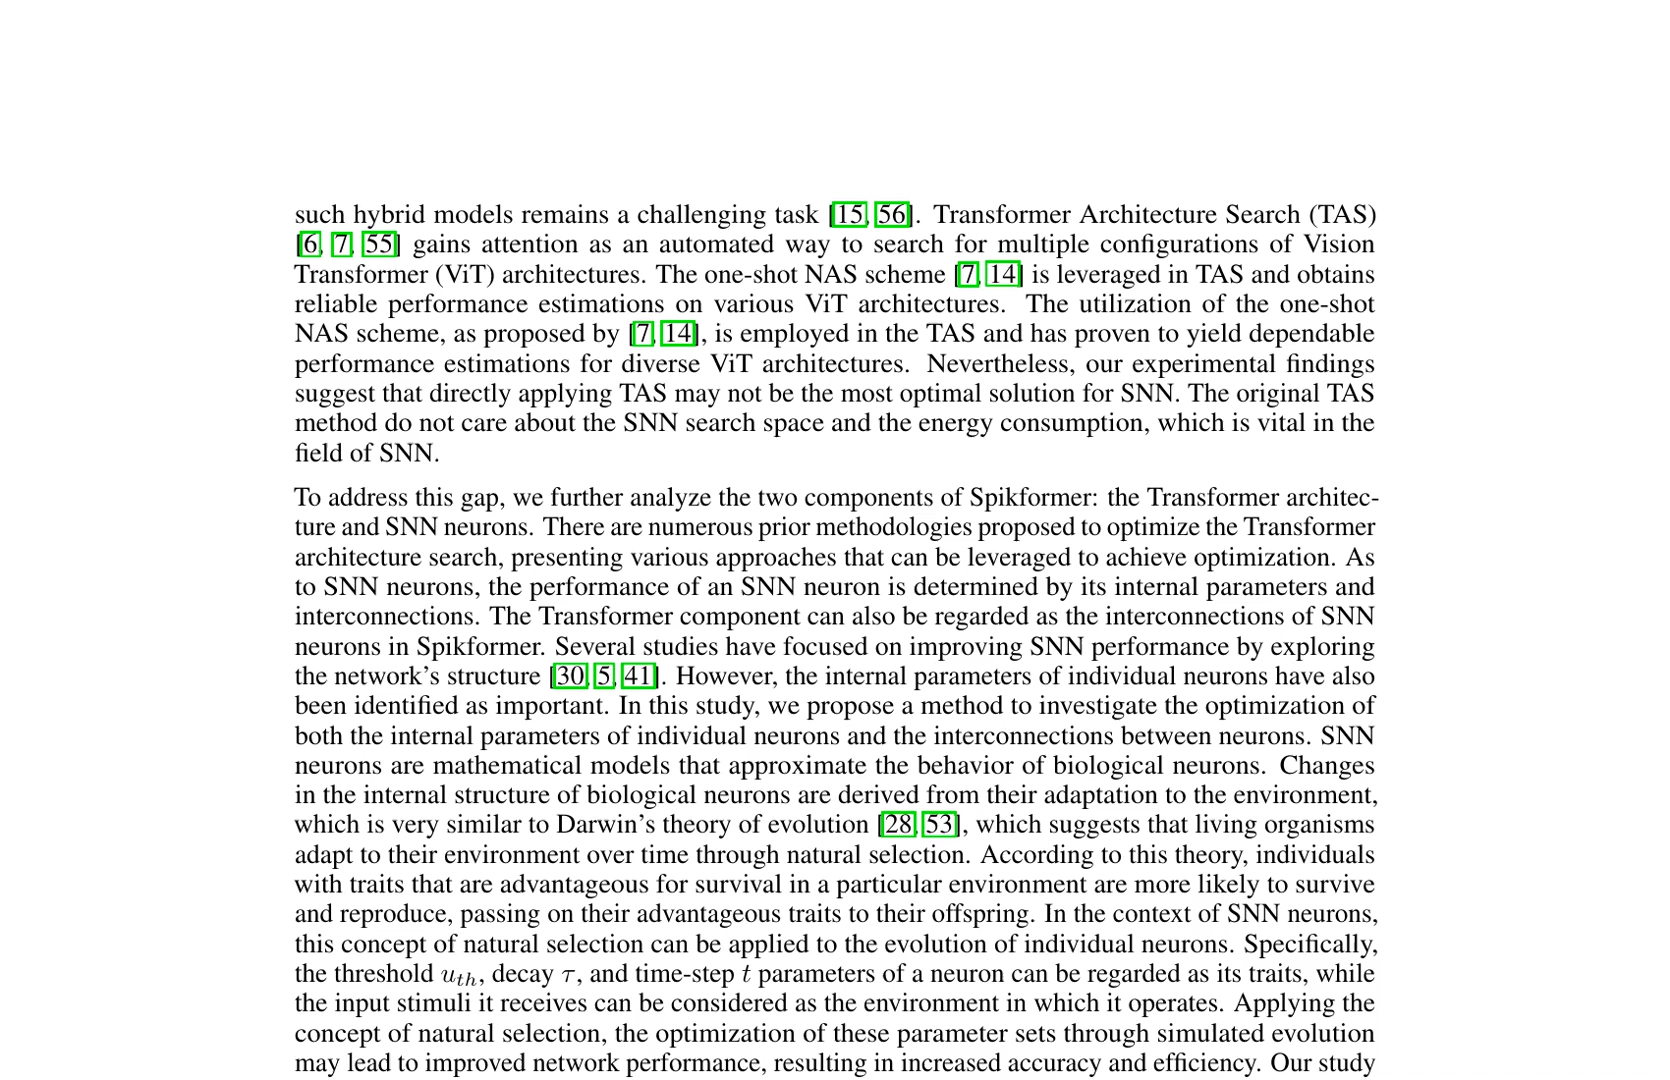 such hybrid models remains a challenging task [15, 56]. Transformer Architecture Search (TAS)
[6, 7, 55] gains attention as an automated way to search for multiple configurations of Vision
Transformer (ViT) architectures. The one-shot NAS scheme [7, 14] is leveraged in TAS and obtains
reliable performance estimations on various ViT architectures. The utilization of the one-shot
NAS scheme, as proposed by [7, 14], is employed in the TAS and has proven to yield dependable
performance estimations for diverse ViT architectures. Nevertheless, our experimental findings
suggest that directly applying TAS may not be the most optimal solution for SNN. The original TAS
method do not care about the SNN search space and the energy consumption, which is vital in the
field of SNN.
To address this gap, we further analyze the two components of Spikformer: the Transformer architec-
ture and SNN neurons. There are numerous prior methodologies proposed to optimize the Transformer
architecture search, presenting various approaches that can be leveraged to achieve optimization. As
to SNN neurons, the performance of an SNN neuron is determined by its internal parameters and
interconnections. The Transformer component can also be regarded as the interconnections of SNN
neurons in Spikformer. Several studies have focused on improving SNN performance by exploring
the network's structure [30, 5, 41]. However, the internal parameters of individual neurons have also
been identified as important. In this study, we propose a method to investigate the optimization of
both the internal parameters of individual neurons and the interconnections between neurons. SNN
neurons are mathematical models that approximate the behavior of biological neurons. Changes
in the internal structure of biological neurons are derived from their adaptation to the environment,
which is very similar to Darwin's theory of evolution [28, 53], which suggests that living organisms
adapt to their environment over time through natural selection. According to this theory, individuals
with traits that are advantageous for survival in a particular environment are more likely to survive
and reproduce, passing on their advantageous traits to their offspring. In the context of SNN neurons,
this concept of natural selection can be applied to the evolution of individual neurons. Specifically,
the threshold $u_{th}$, decay $\tau$, and time-step $t$ parameters of a neuron can be regarded as its traits, while
the input stimuli it receives can be considered as the environment in which it operates. Applying the
concept of natural selection, the optimization of these parameter sets through simulated evolution
may lead to improved network performance, resulting in increased accuracy and efficiency. Our study